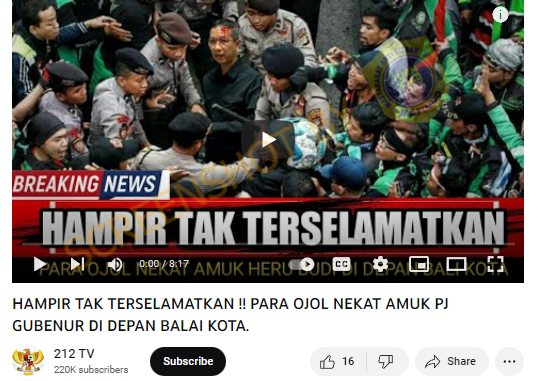 BREAKING NEWS
HAMPIR TAK TERSELAMATKAN
PARA OJOL NEKAT AMUK HERU BUDI DI DEPAN BALI KOTA
0:00 / 8:17
CC
HAMPIR TAK TERSELAMATKAN !! PARA OJOL NEKAT AMUK PJ
GUBENUR DI DEPAN BALAI KOTA.
212 TV
220K subscribers
Subscribe
16
Share